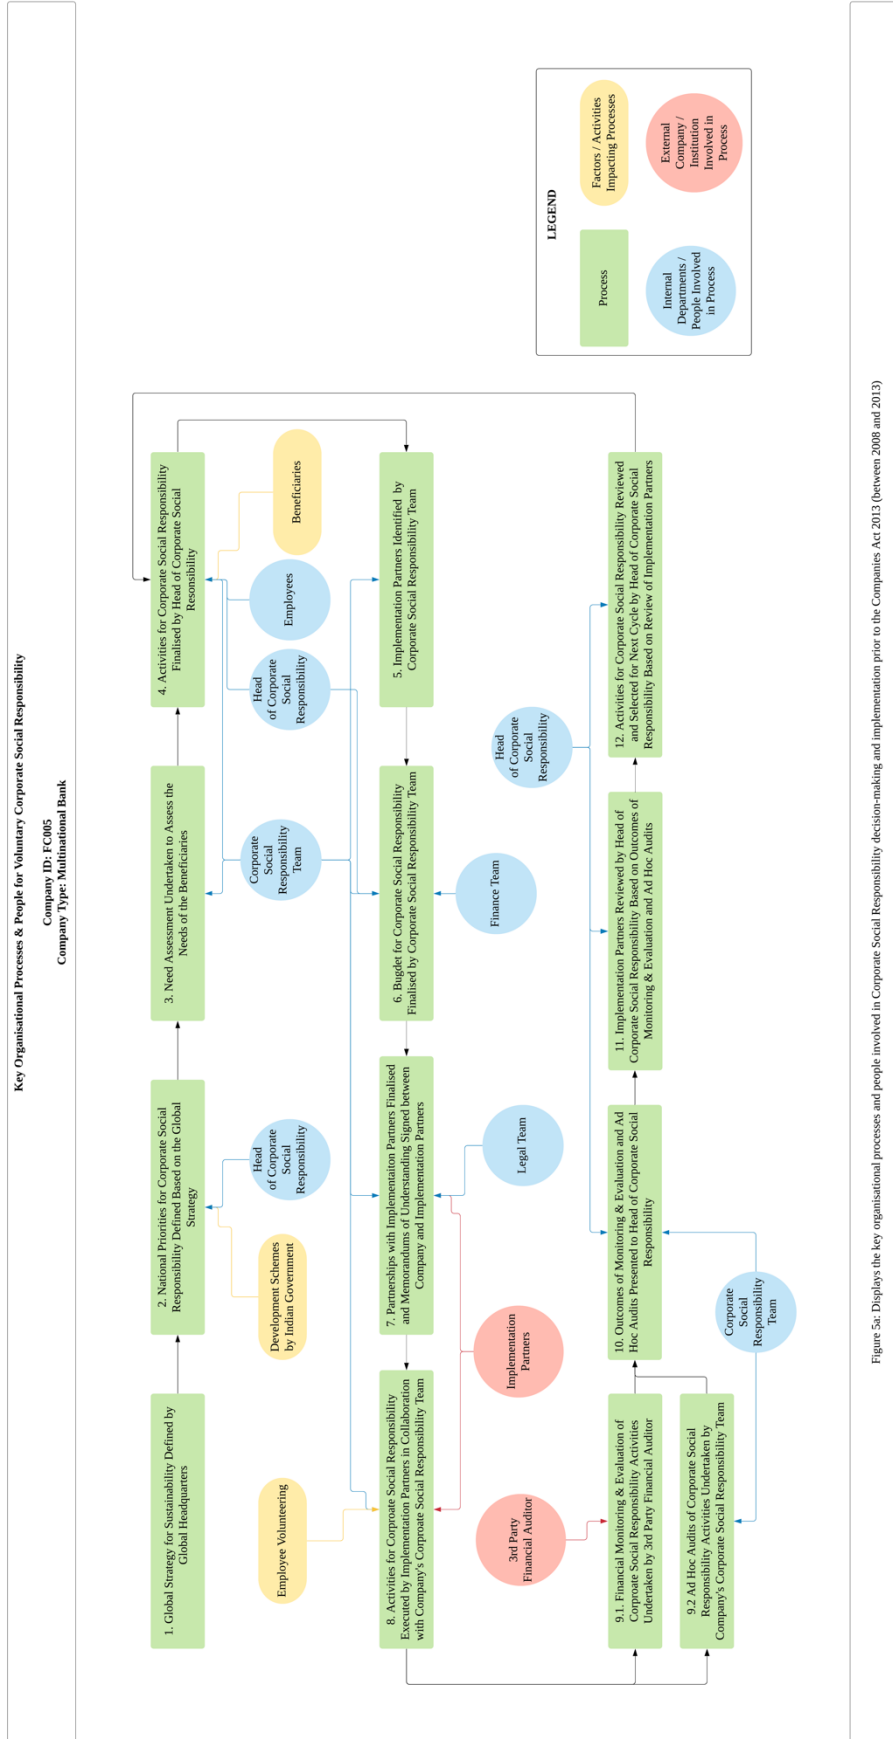 Key Organisational Processes & People for Voluntary Corporate Social Responsibility
Company ID: FC005
Company Type: Multinational Bank
1. Global Strategy for Sustainability Defined by
Global Headquarters
2. National Priorities for Corporate Social
Responsibility Defined Based on the Global
Strategy
3. Need Assessment Undertaken to Assess the
Needs of the Beneficiaries
4. Activities for Corporate Social Responsibility
Finalised by Head of Corporate Social
Resonsibility
Development Schemes
by Indian Government
Head
of Corporate
Social
Responsibility
Corporate
Social
Responsibility
Team
Head
of Corporate
Social
Responsibility
Employees
Beneficiaries
Employee Volunteering
8. Activities for Corproate Social Responsibility
Executed by Implementation Partners in Collaboration
with Company's Corproate Social Responsibility Team
7. Partnerships with Implementaiton Partners Finalised
and Memorandums of Understanding Signed between
Company and Implementation Partners
6. Bugdet for Corporate Social Responsibility
Finalised by Corporate Social Responsibility Team
5. Implementation Partners Identified by
Corporate Social Responsibility Team
3rd Party
Financial Auditor
Implementation
Partners
Legal Team
Finance Team
Head
of Corporate
Social
Responsibility
9.1. Financial Monitoring & Evaluation of
Corproate Social Responsibility Activities
Undertaken by 3rd Party Financial Auditor
9.2 Ad Hoc Audits of Corporate Social
Responsibility Activities Undertaken by
Company's Corporate Social Responsibility Team
10. Outcomes of Monitoring & Evaluation and Ad
Hoc Audits Presented to Head of Corporate Social
Responsibility
11. Implementation Partners Reviewed by Head of
Corporate Social Responsibility Based on Outcomes of
Monitoring & Evaluation and Ad Hoc Audits
12. Activities for Corporate Social Responsibility Reviewed
and Selected for Next Cycle by Head of Corporate Social
Responsibility Based on Review of Implementation Partners
Corporate
Social
Responsibility
Team
LEGEND
Process
Factors / Activities
Impacting Processes
Internal
Departments /
People Involved
in Process
External
Company /
Institution
Involved in
Process
Figure 5a: Displays the key organisational processes and people involved in Corporate Social Responsibility decision-making and implementation prior to the Companies Act 2013 (between 2008 and 2013)